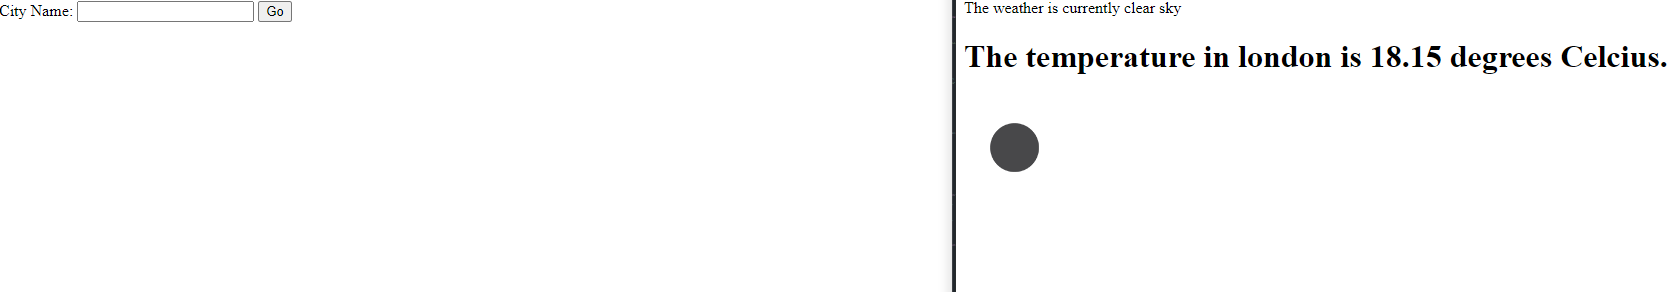 City Name: Go
The weather is currently clear sky
The temperature in london is 18.15 degrees Celcius.